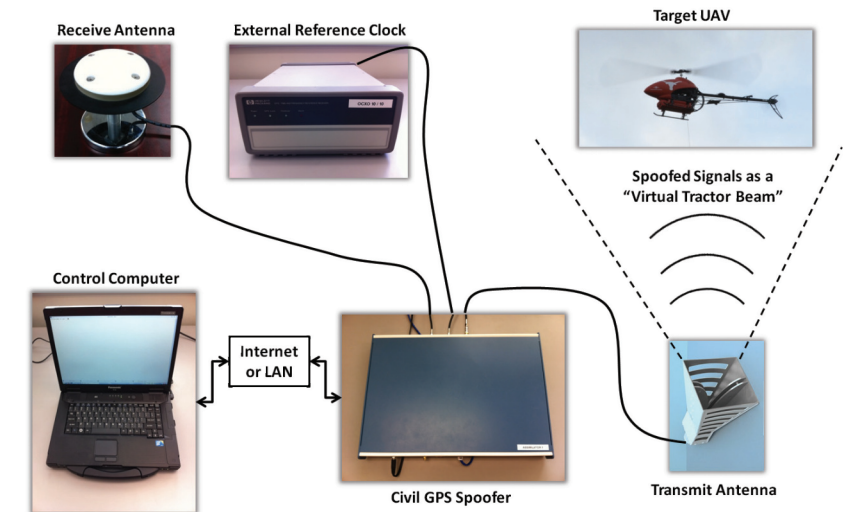 Receive Antenna
External Reference Clock
Target UAV
Spoofed Signals as a
“Virtual Tractor Beam”
Control Computer
Internet
or LAN
Civil GPS Spoofer
Transmit Antenna